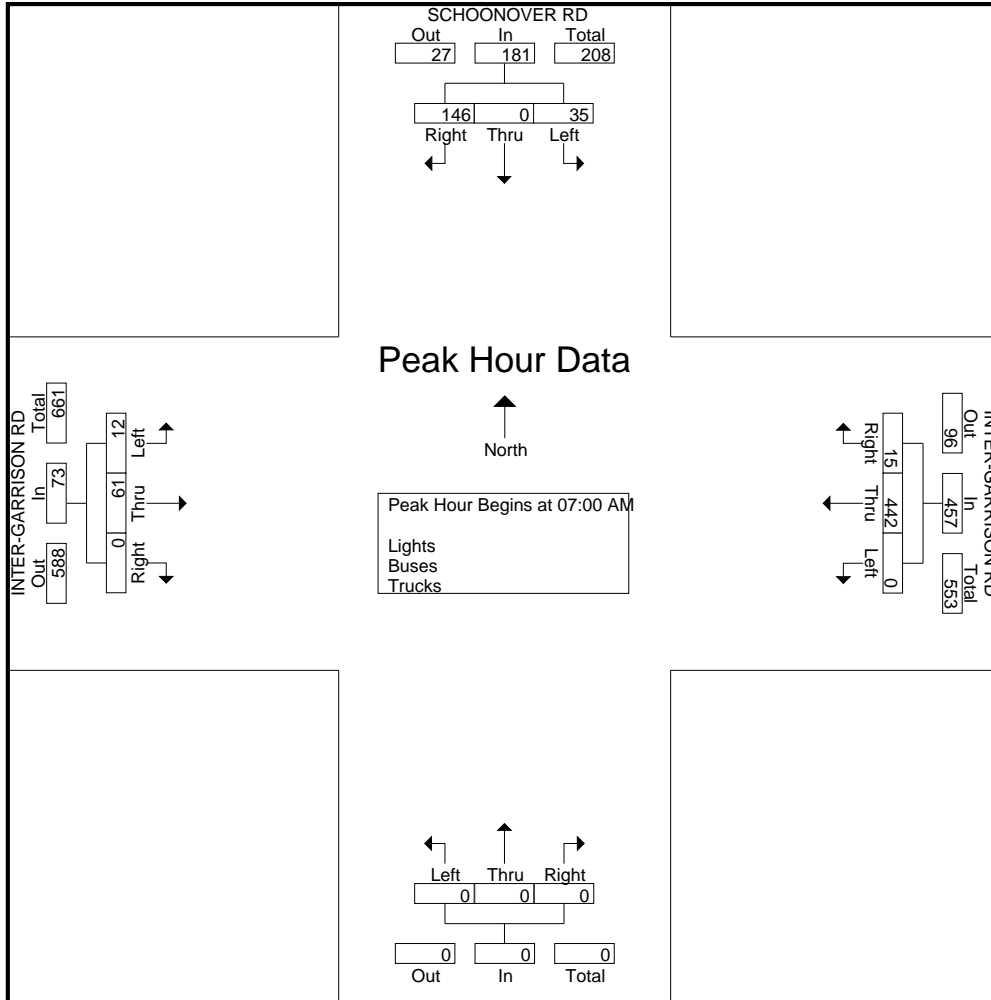 SCHOONOVER RD
Out In Total
27 181 208
146 0 35
Right Thru Left
Peak Hour Data
North
Peak Hour Begins at 07:00 AM
Lights
Buses
Trucks
INTER-GARRISON RD
Total In Out
661 73 588
12 61 0
Left Thru Right
INTER-GARRISON RD
Out In Total
96 457 553
15 442 0
Right Thru Left
Left Thru Right
0 0 0
0 0 0
Out In Total